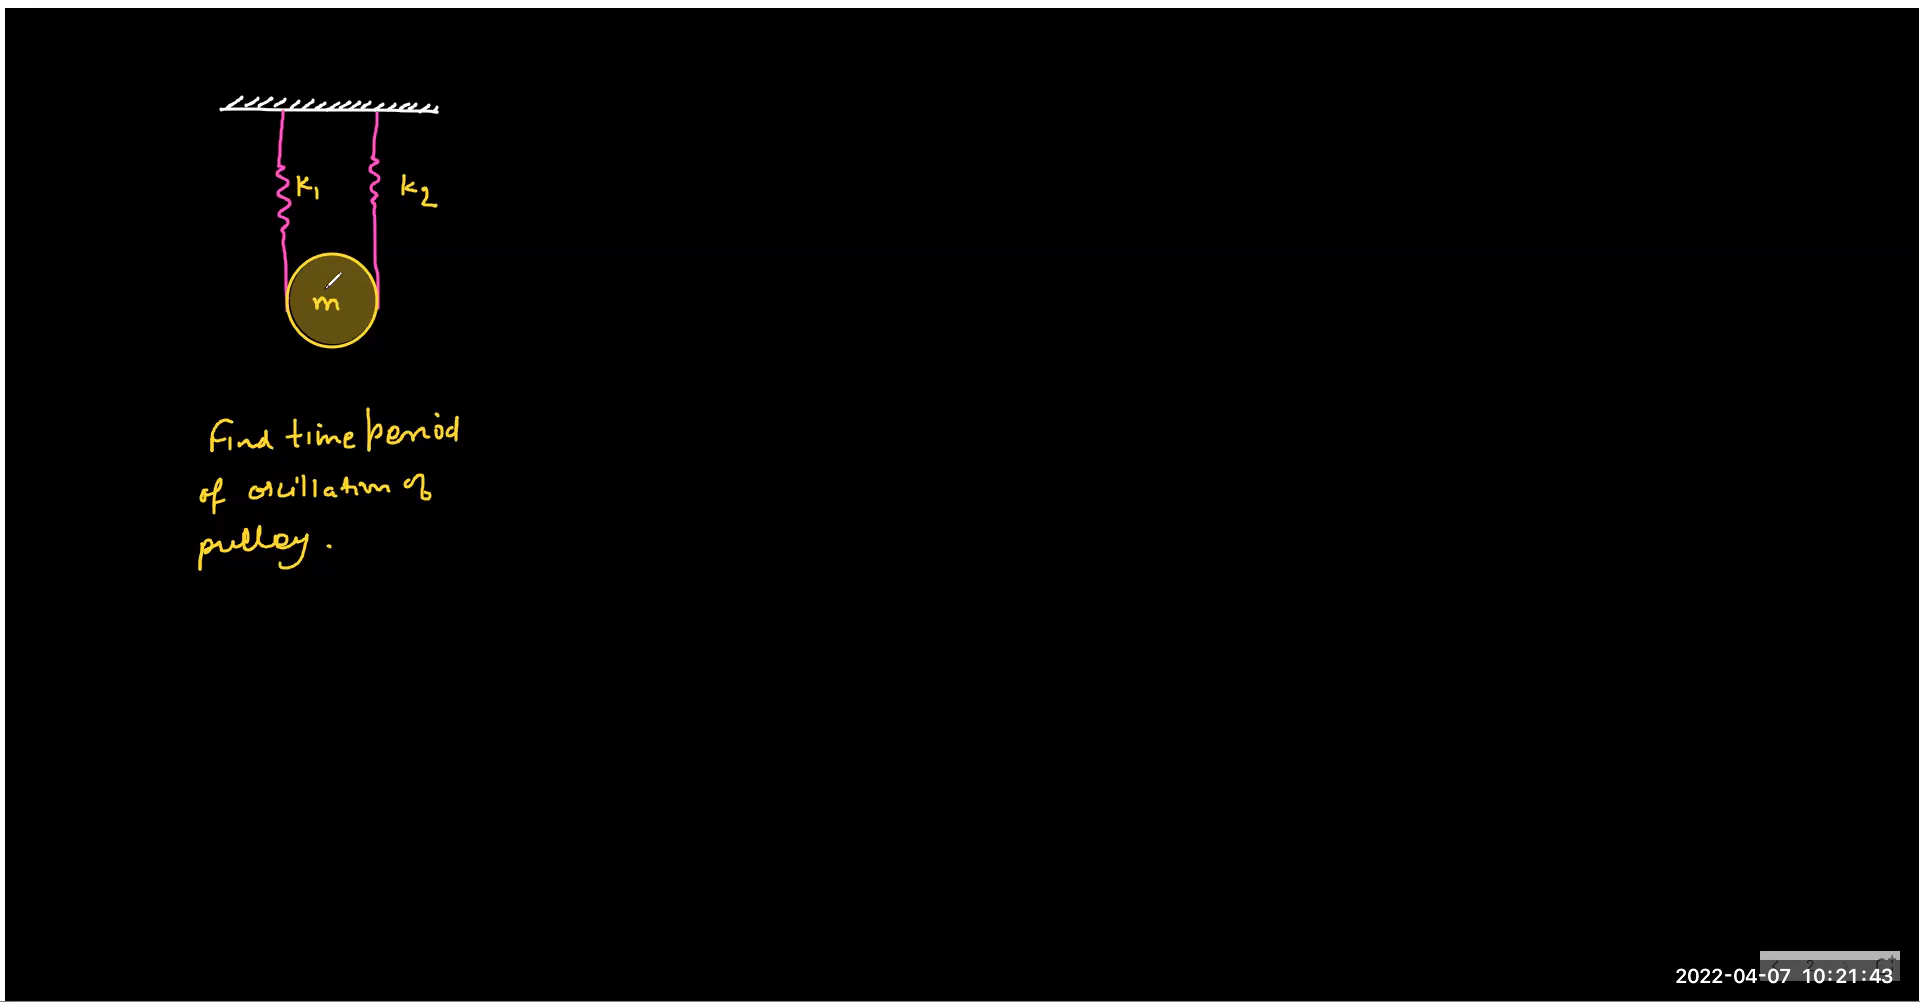 K1
k2
m
Find time period
of oscillation of
pulley.
2022-04-07 10:21:43